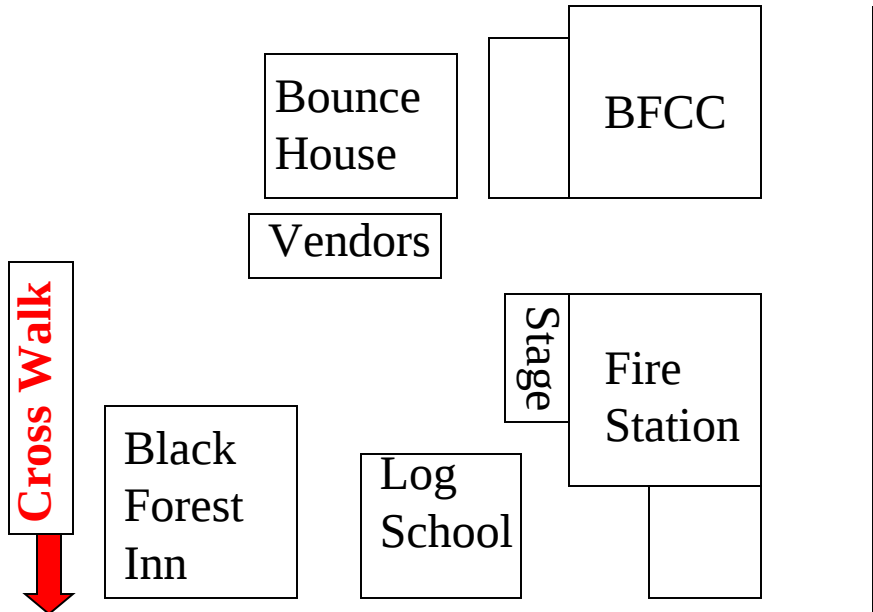 Bounce
House
BFCC
Vendors
Cross Walk
Stage
Fire
Station
Black
Forest
Inn
Log
School